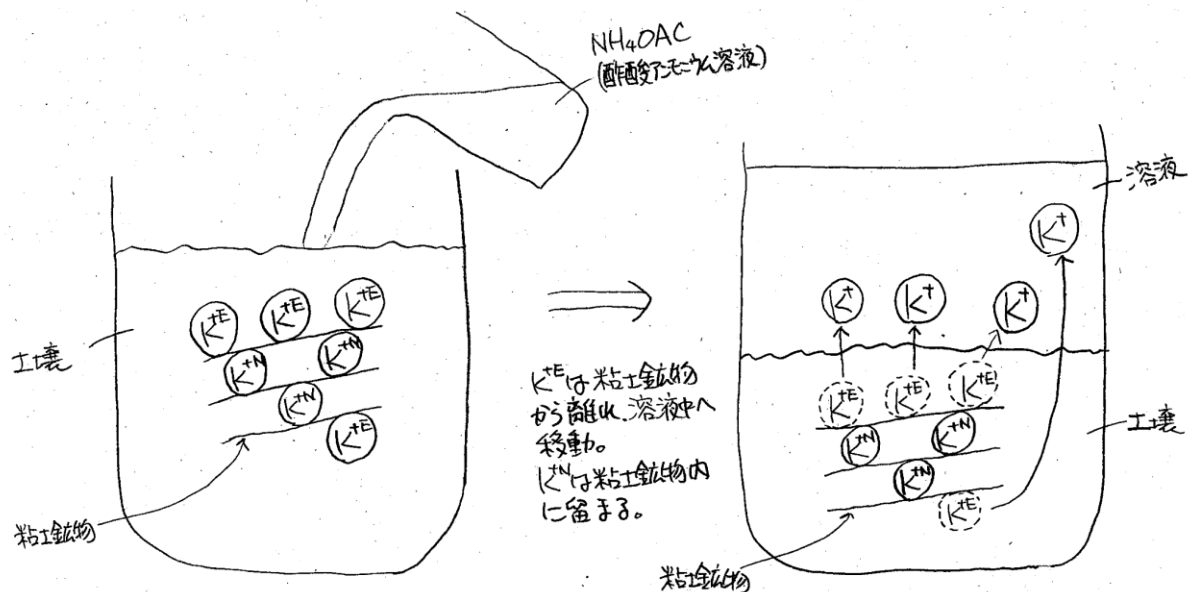 NH₄OAC
(酢酸アンモニウム溶液)
土壌
K⁺ᴱ K⁺ᴱ K⁺ᴱ
K⁺ᴺ K⁺ᴺ
K⁺ᴺ
K⁺ᴱ
粘土鉱物
K⁺ᴱは粘土鉱物
から離れ、溶液中へ
移動。
K⁺ᴺは粘土鉱物内
に留まる。
溶液
K⁺
K⁺ K⁺ K⁺
K⁺ᴱ K⁺ᴱ K⁺ᴱ
K⁺ᴺ K⁺ᴺ
K⁺ᴺ
K⁺ᴱ
土壌
粘土鉱物